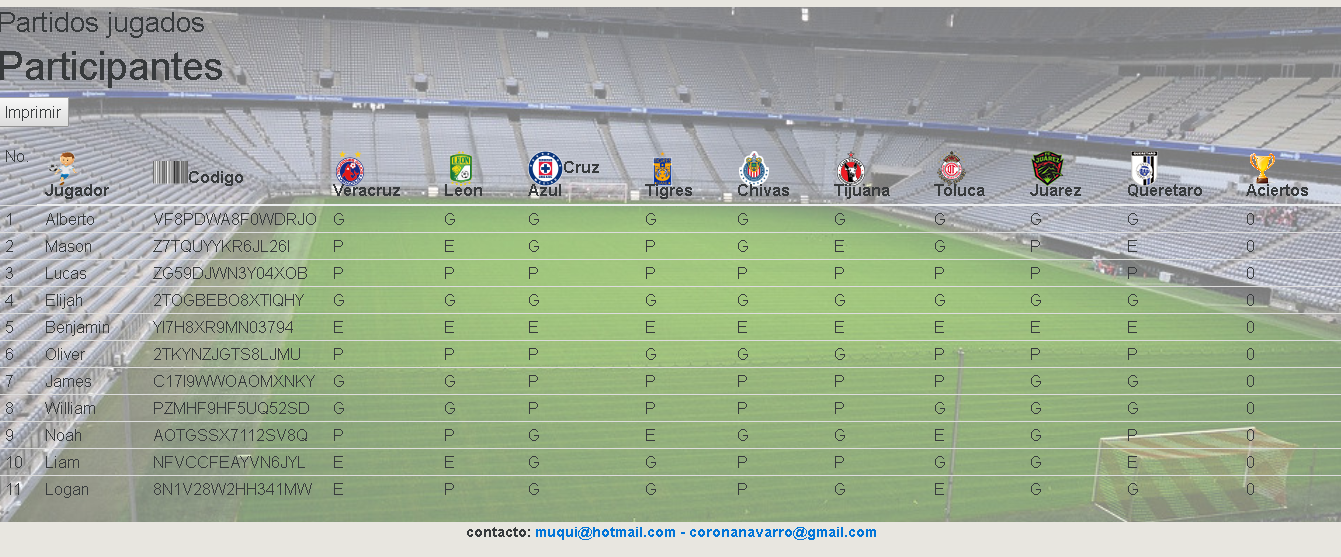 Partidos jugados
Participantes
Imprimir
No. Jugador Codigo Veracruz Leon Cruz Azul Tigres Chivas Tijuana Toluca Juarez Queretaro Aciertos
1 Alberto VF8PDWA8F0WDRJO G G G G G G G G G 0
2 Mason Z7TQUYYKR6JL26I P E G P G E G P E 0
3 Lucas ZG59DJWN3Y04XOB P P P P P P P P P 0
4 Elijah 2TOGBEBO8XTIQHY G G G G G G G G G 0
5 Benjamin YI7H8XR9MN03794 E E E E E E E E E 0
6 Oliver 2TKYNZJGTS8LJMU P P P G G G P P P 0
7 James C17I9WWOAOMXNKY G G P P P P P G G 0
8 William PZMHF9HF5UQ52SD G G P P P P G G G 0
9 Noah AOTGSSX7112SV8Q P P G E G G E G P 0
10 Liam NFVCCFEAYVN6JYL E E G G P P G G E 0
11 Logan 8N1V28W2HH341MW E P G G P G E G G 0
contacto: muqui@hotmail.com - coronanavarro@gmail.com